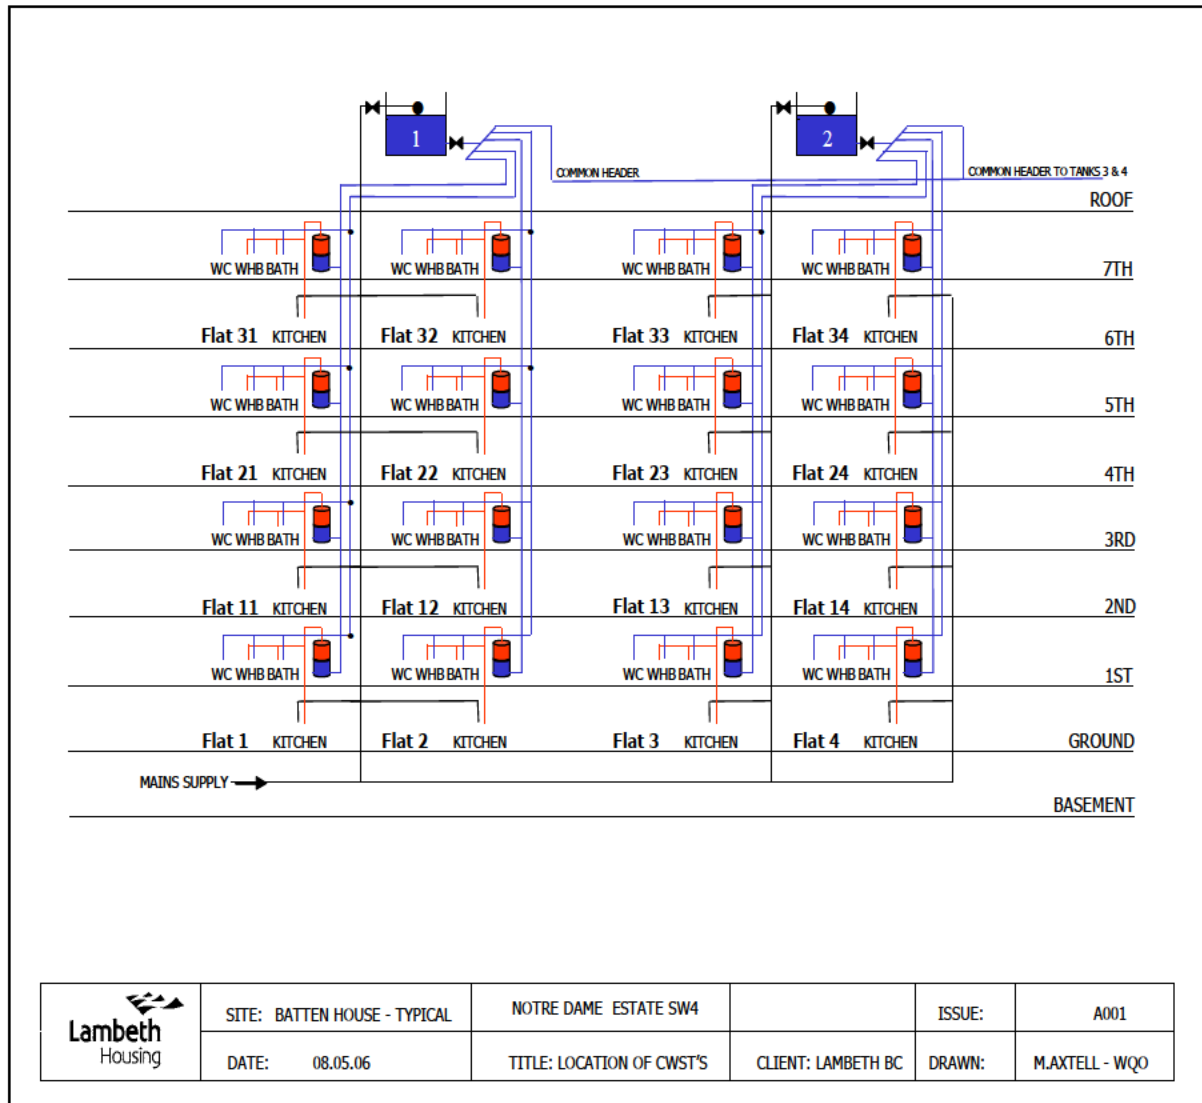 1
2
COMMON HEADER
COMMON HEADER TO TANKS 3 & 4
ROOF
WC WHB BATH WC WHB BATH WC WHB BATH WC WHB BATH
7TH
Flat 31 KITCHEN Flat 32 KITCHEN Flat 33 KITCHEN Flat 34 KITCHEN
6TH
WC WHB BATH WC WHB BATH WC WHB BATH WC WHB BATH
5TH
Flat 21 KITCHEN Flat 22 KITCHEN Flat 23 KITCHEN Flat 24 KITCHEN
4TH
WC WHB BATH WC WHB BATH WC WHB BATH WC WHB BATH
3RD
Flat 11 KITCHEN Flat 12 KITCHEN Flat 13 KITCHEN Flat 14 KITCHEN
2ND
WC WHB BATH WC WHB BATH WC WHB BATH WC WHB BATH
1ST
Flat 1 KITCHEN Flat 2 KITCHEN Flat 3 KITCHEN Flat 4 KITCHEN
GROUND
MAINS SUPPLY
BASEMENT
Lambeth
Housing
SITE: BATTEN HOUSE - TYPICAL
NOTRE DAME ESTATE SW4
ISSUE:
A001
DATE: 08.05.06
TITLE: LOCATION OF CWST'S
CLIENT: LAMBETH BC
DRAWN:
M.AXTELL - WQO